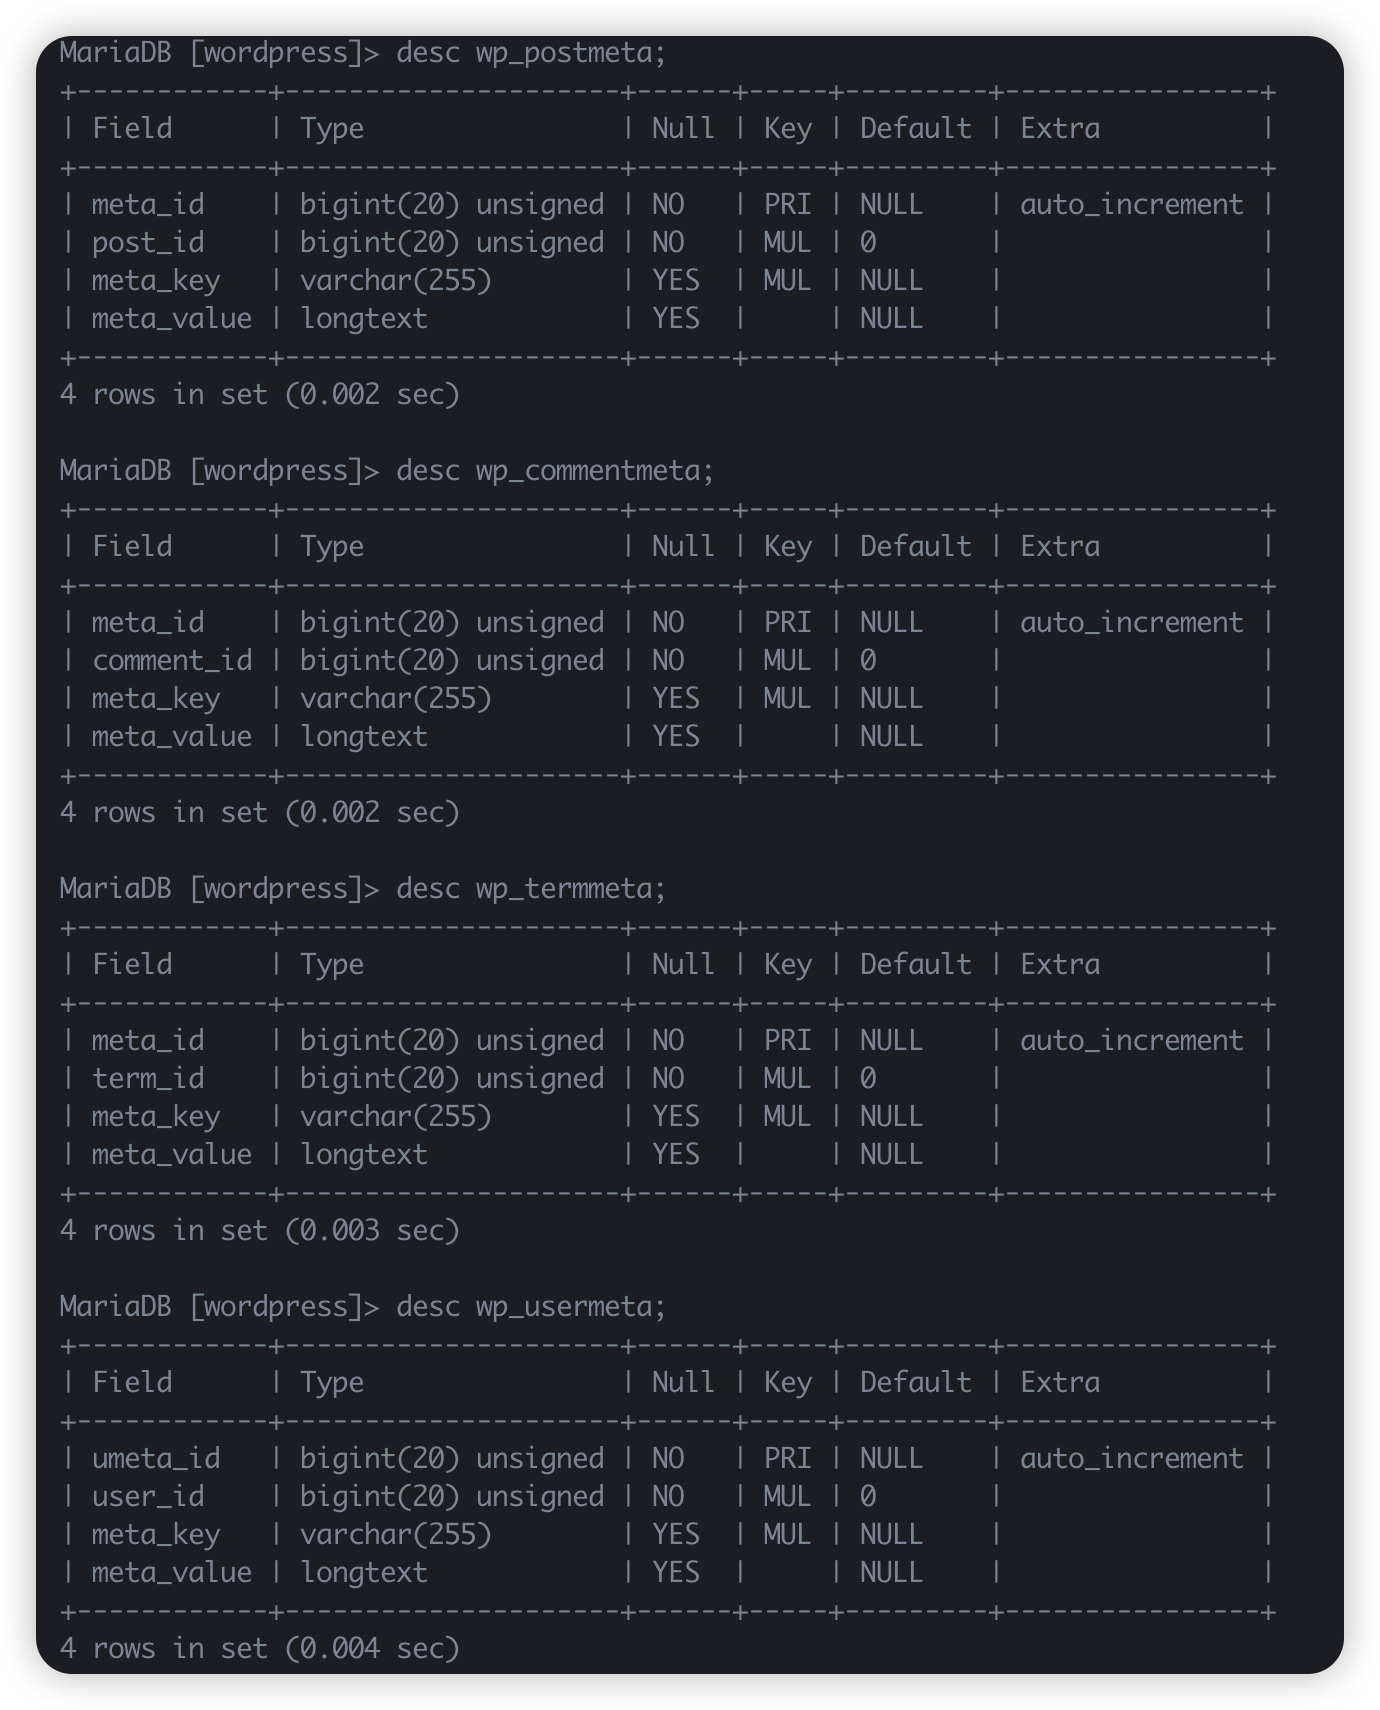 MariaDB [wordpress]> desc wp_postmeta;
+------------+---------------------+------+-----+---------+----------------+
| Field      | Type                | Null | Key | Default | Extra          |
+------------+---------------------+------+-----+---------+----------------+
| meta_id    | bigint(20) unsigned | NO   | PRI | NULL    | auto_increment |
| post_id    | bigint(20) unsigned | NO   | MUL | 0       |                |
| meta_key   | varchar(255)        | YES  | MUL | NULL    |                |
| meta_value | longtext            | YES  |     | NULL    |                |
+------------+---------------------+------+-----+---------+----------------+
4 rows in set (0.002 sec)

MariaDB [wordpress]> desc wp_commentmeta;
+------------+---------------------+------+-----+---------+----------------+
| Field      | Type                | Null | Key | Default | Extra          |
+------------+---------------------+------+-----+---------+----------------+
| meta_id    | bigint(20) unsigned | NO   | PRI | NULL    | auto_increment |
| comment_id | bigint(20) unsigned | NO   | MUL | 0       |                |
| meta_key   | varchar(255)        | YES  | MUL | NULL    |                |
| meta_value | longtext            | YES  |     | NULL    |                |
+------------+---------------------+------+-----+---------+----------------+
4 rows in set (0.002 sec)

MariaDB [wordpress]> desc wp_termmeta;
+------------+---------------------+------+-----+---------+----------------+
| Field      | Type                | Null | Key | Default | Extra          |
+------------+---------------------+------+-----+---------+----------------+
| meta_id    | bigint(20) unsigned | NO   | PRI | NULL    | auto_increment |
| term_id    | bigint(20) unsigned | NO   | MUL | 0       |                |
| meta_key   | varchar(255)        | YES  | MUL | NULL    |                |
| meta_value | longtext            | YES  |     | NULL    |                |
+------------+---------------------+------+-----+---------+----------------+
4 rows in set (0.003 sec)

MariaDB [wordpress]> desc wp_usermeta;
+------------+---------------------+------+-----+---------+----------------+
| Field      | Type                | Null | Key | Default | Extra          |
+------------+---------------------+------+-----+---------+----------------+
| umeta_id   | bigint(20) unsigned | NO   | PRI | NULL    | auto_increment |
| user_id    | bigint(20) unsigned | NO   | MUL | 0       |                |
| meta_key   | varchar(255)        | YES  | MUL | NULL    |                |
| meta_value | longtext            | YES  |     | NULL    |                |
+------------+---------------------+------+-----+---------+----------------+
4 rows in set (0.004 sec)